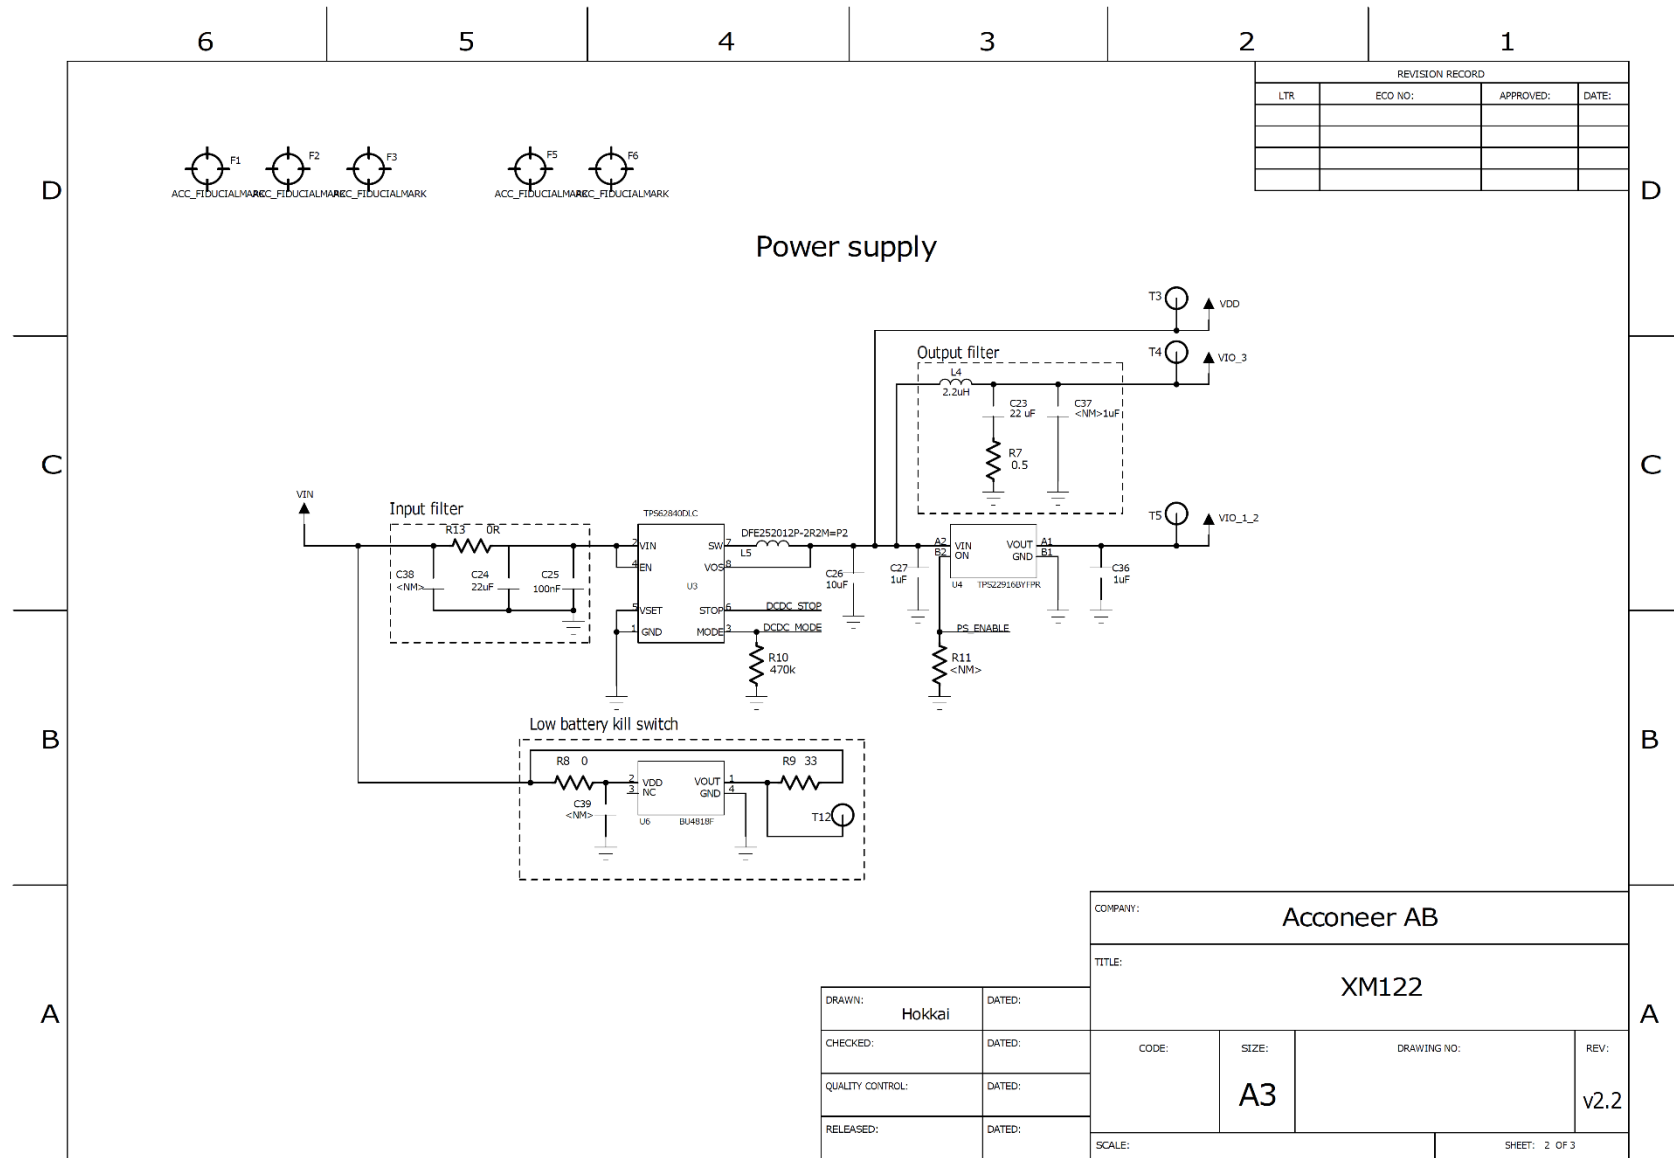 6 5 4 3 2 1
REVISION RECORD
LTR ECO NO: APPROVED: DATE:
F1 F2 F3 F5 F6
D D
ACC_FIDUCIALMARK ACC_FIDUCIALMARK ACC_FIDUCIALMARK ACC_FIDUCIALMARK ACC_FIDUCIALMARK
Power supply
T3 VDD
Output filter
T4 VIO_3
L4
2.2uH
C23
22 uF
C37
<NM>1uF
R7
0.5
C C
VIN
Input filter
R13 0R
C38
<NM>
C24
22uF
C25
100nF
TPS62840DLC
2 VIN SW 7
4 EN VOS 8
U3
5 VSET STOP 6
1 GND MODE 3
DFE252012P-2R2M=P2
L5
DCDC_STOP
DCDC_MODE
R10
470k
C26
10uF
C27
1uF
A2 VIN VOUT A1
B2 ON GND B1
U4 TPS22916BYFPR
T5 VIO_1_2
C36
1uF
PS_ENABLE
R11
<NM>
B B
Low battery kill switch
R8 0
R9 33
2 VDD VOUT 1
3 NC GND 4
C39
<NM>
U6 BU4818F
T12
A A
COMPANY:
Acconeer AB
TITLE:
XM122
DRAWN: Hokkai DATED:
CHECKED: DATED:
QUALITY CONTROL: DATED:
RELEASED: DATED:
CODE: SIZE: DRAWING NO: REV:
A3 v2.2
SCALE: SHEET: 2 OF 3